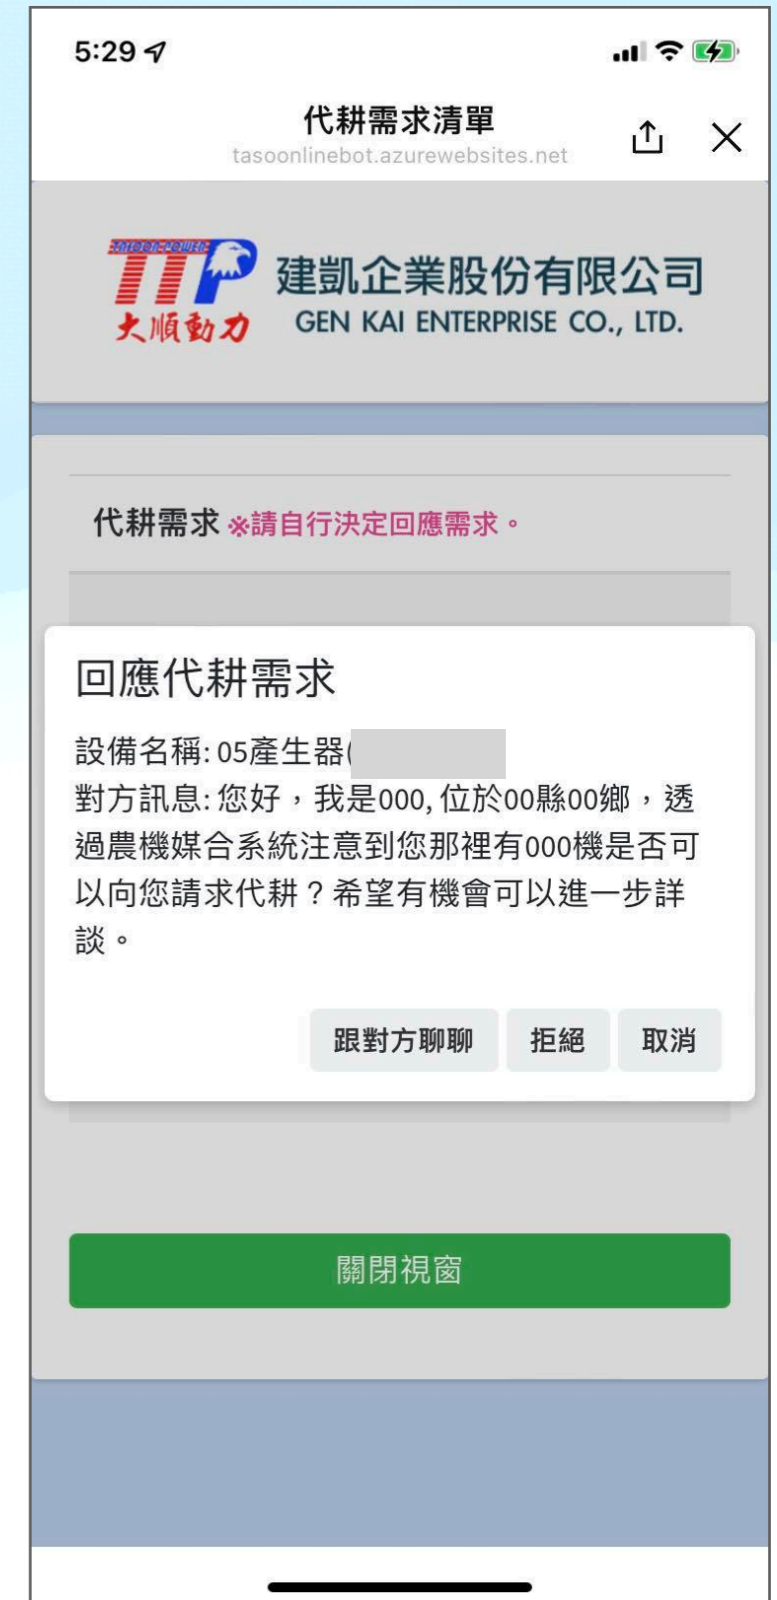 5:29
代耕需求清單
tasoonlinebot.azurewebsites.net
TASOON POWER
TTP
大順動力
建凱企業股份有限公司
GEN KAI ENTERPRISE CO., LTD.
代耕需求 ※請自行決定回應需求。
回應代耕需求
設備名稱: 05產生器(
對方訊息: 您好，我是000, 位於00縣00鄉，透
過農機媒合系統注意到您那裡有000機是否可
以向您請求代耕？希望有機會可以進一步詳
談。
跟對方聊聊 拒絕 取消
關閉視窗